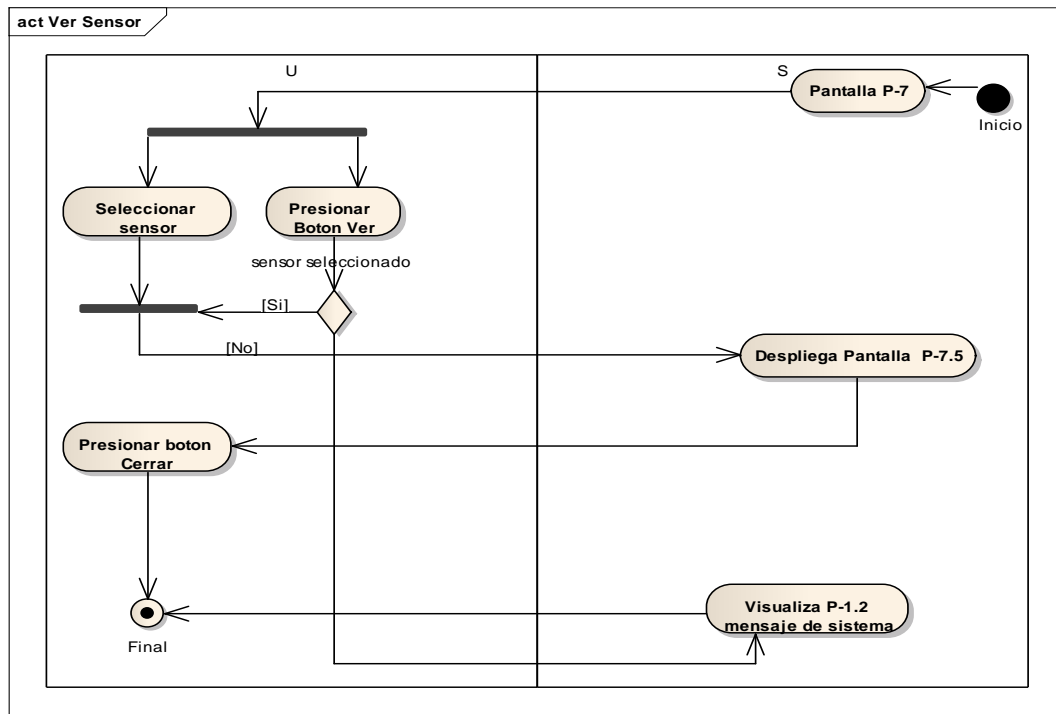 act Ver Sensor
U
S
Pantalla P-7
Inicio
Seleccionar
sensor
Presionar
Boton Ver
sensor seleccionado
[Si]
[No]
Despliega Pantalla P-7.5
Presionar boton
Cerrar
Visualiza P-1.2
mensaje de sistema
Final